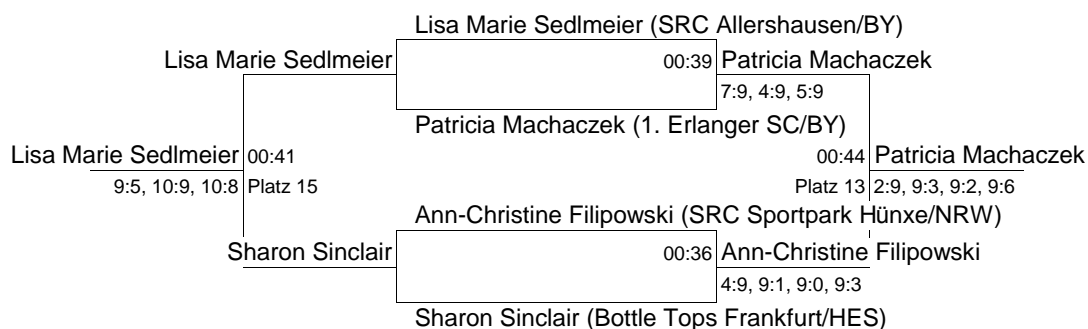 Lisa Marie Sedlmeier (SRC Allershausen/BY)
Lisa Marie Sedlmeier 00:39 Patricia Machaczek
7:9, 4:9, 5:9
Patricia Machaczek (1. Erlanger SC/BY)
Lisa Marie Sedlmeier 00:41 00:44 Patricia Machaczek
9:5, 10:9, 10:8 Platz 15 Platz 13 2:9, 9:3, 9:2, 9:6
Ann-Christine Filipowski (SRC Sportpark Hünxe/NRW)
Sharon Sinclair 00:36 Ann-Christine Filipowski
4:9, 9:1, 9:0, 9:3
Sharon Sinclair (Bottle Tops Frankfurt/HES)